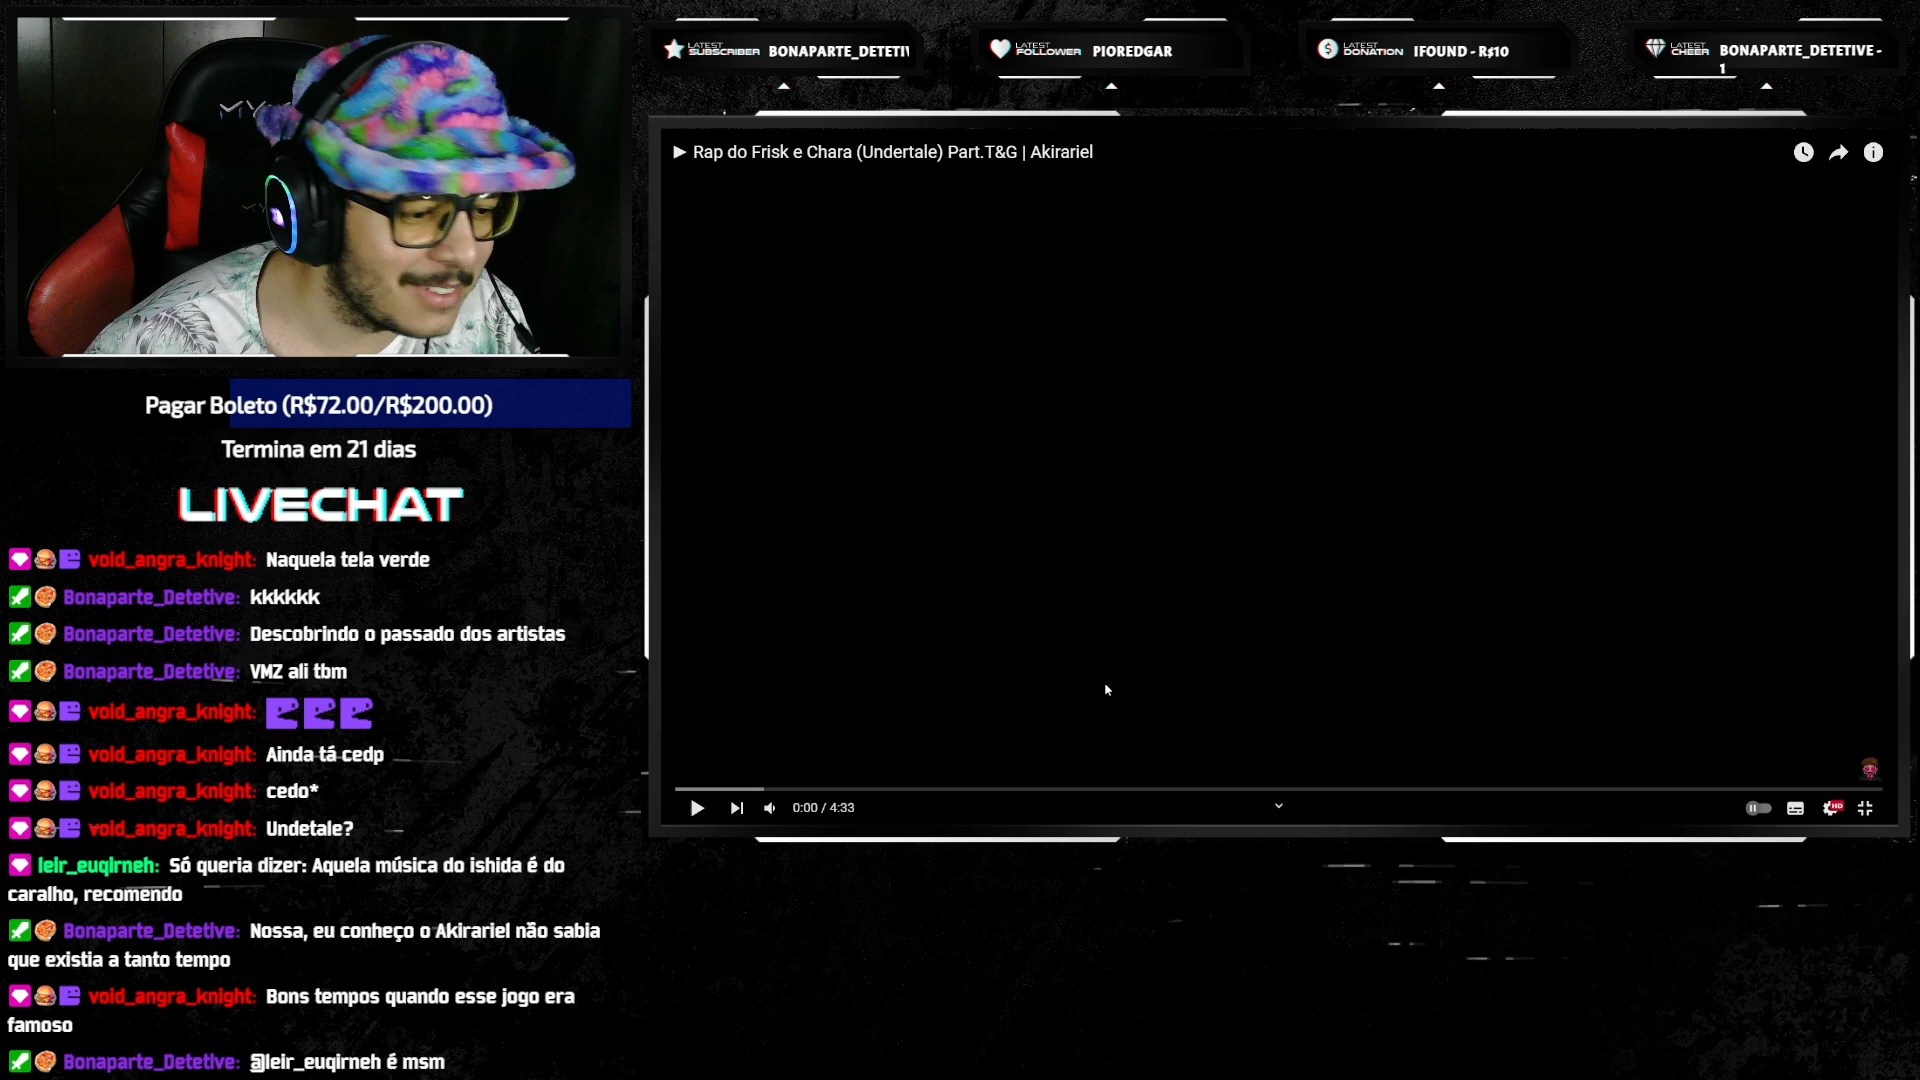 LATEST SUBSCRIBER BONAPARTE_DETETIV
LATEST FOLLOWER PIOREDGAR
LATEST DONATION IFOUND - R$10
LATEST CHEER BONAPARTE_DETETIVE -
1
▶ Rap do Frisk e Chara (Undertale) Part.T&G | Akirariel
Pagar Boleto (R$72.00/R$200.00)
Termina em 21 dias
LIVECHAT
void_angra_knight: Naquela tela verde
Bonaparte_Detetive: kkkkkk
Bonaparte_Detetive: Descobrindo o passado dos artistas
Bonaparte_Detetive: VMZ ali tbm
void_angra_knight:
void_angra_knight: Ainda tá cedp
void_angra_knight: cedo*
void_angra_knight: Undetale?
leir_euqirneh: Só queria dizer: Aquela música do ishida é do
caralho, recomendo
Bonaparte_Detetive: Nossa, eu conheço o Akirariel não sabia
que existia a tanto tempo
void_angra_knight: Bons tempos quando esse jogo era
famoso
Bonaparte_Detetive: @leir_euqirneh é msm
0:00 / 4:33
HD